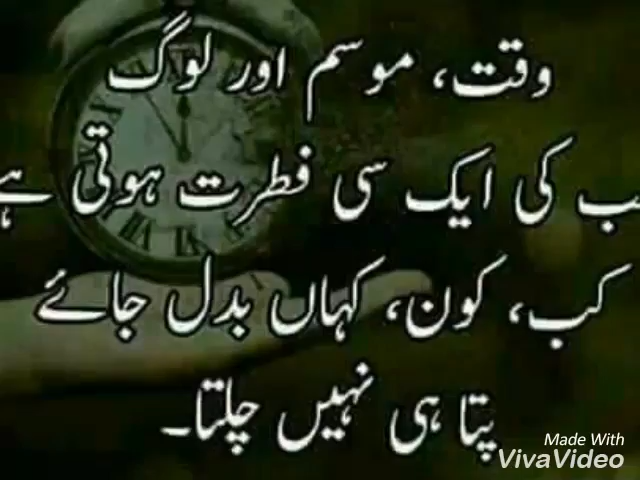 وقت، موسم اور لوگ
سب کی ایک سی فطرت ہوتی ہے
کب، کون، کہاں بدل جائے
پتا ہی نہیں چلتا۔
Made With
VivaVideo